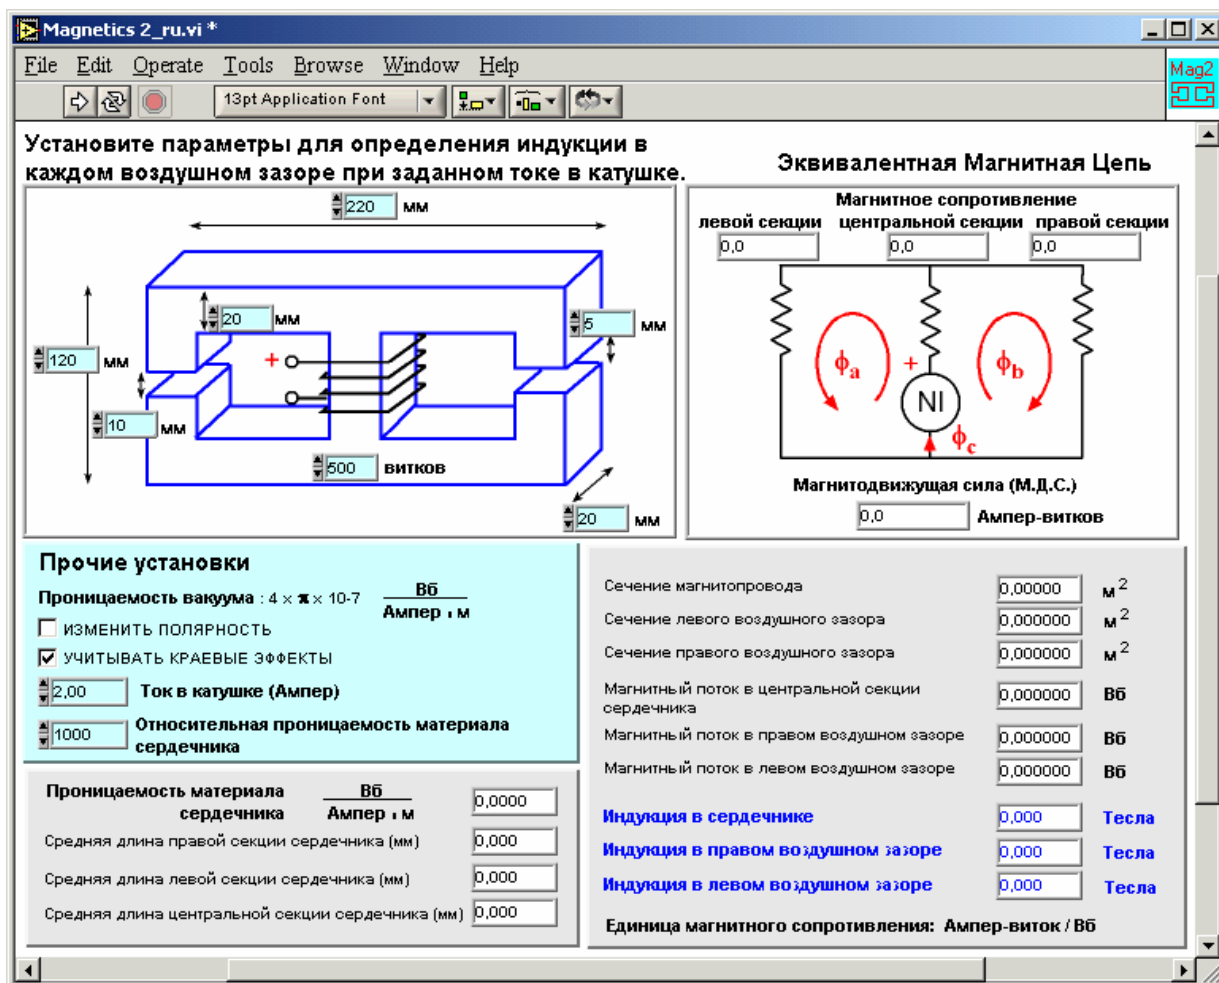 Magnetics 2_ru.vi *
File Edit Operate Tools Browse Window Help
Mag2
13pt Application Font
Установите параметры для определения индукции в
каждом воздушном зазоре при заданном токе в катушке.
220 мм
20 мм
5 мм
120 мм
+
10 мм
500 витков
20 мм
Эквивалентная Магнитная Цепь
Магнитное сопротивление
левой секции центральной секции правой секции
0,0 0,0 0,0
ϕa + ϕb
NI
ϕc
Магнитодвижущая сила (М.Д.С.)
0,0 Ампер-витков
Прочие установки
Проницаемость вакуума : 4 × π × 10-7 Вб
Ампер · м
ИЗМЕНИТЬ ПОЛЯРНОСТЬ
УЧИТЫВАТЬ КРАЕВЫЕ ЭФФЕКТЫ
2,00 Ток в катушке (Ампер)
1000 Относительная проницаемость материала
сердечника
Проницаемость материала Вб
сердечника Ампер · м 0,0000
Средняя длина правой секции сердечника (мм) 0,000
Средняя длина левой секции сердечника (мм) 0,000
Средняя длина центральной секции сердечника (мм) 0,000
Сечение магнитопровода 0,00000 м²
Сечение левого воздушного зазора 0,000000 м²
Сечение правого воздушного зазора 0,000000 м²
Магнитный поток в центральной секции
сердечника 0,000000 Вб
Магнитный поток в правом воздушном зазоре 0,000000 Вб
Магнитный поток в левом воздушном зазоре 0,000000 Вб
Индукция в сердечнике 0,000 Тесла
Индукция в правом воздушном зазоре 0,000 Тесла
Индукция в левом воздушном зазоре 0,000 Тесла
Единица магнитного сопротивления: Ампер-виток / Вб